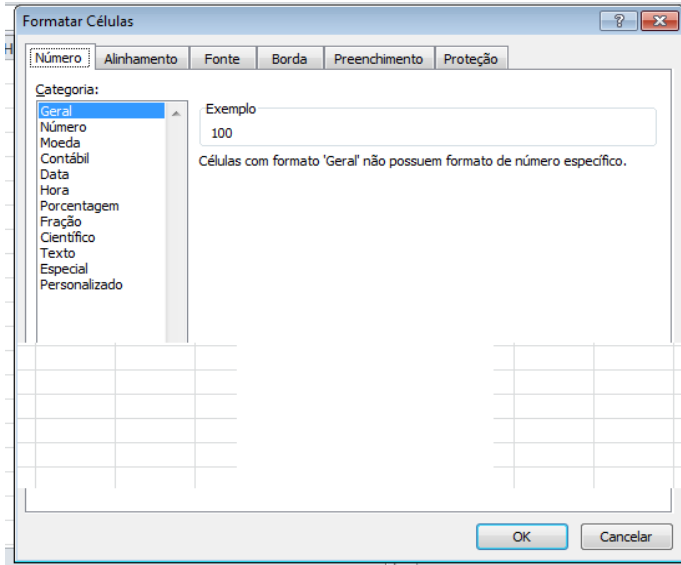 Formatar Células
H
Número Alinhamento Fonte Borda Preenchimento Proteção
Categoria:
Geral
Número
Moeda
Contábil
Data
Hora
Porcentagem
Fração
Científico
Texto
Especial
Personalizado
Exemplo
100
Células com formato 'Geral' não possuem formato de número específico.
OK Cancelar